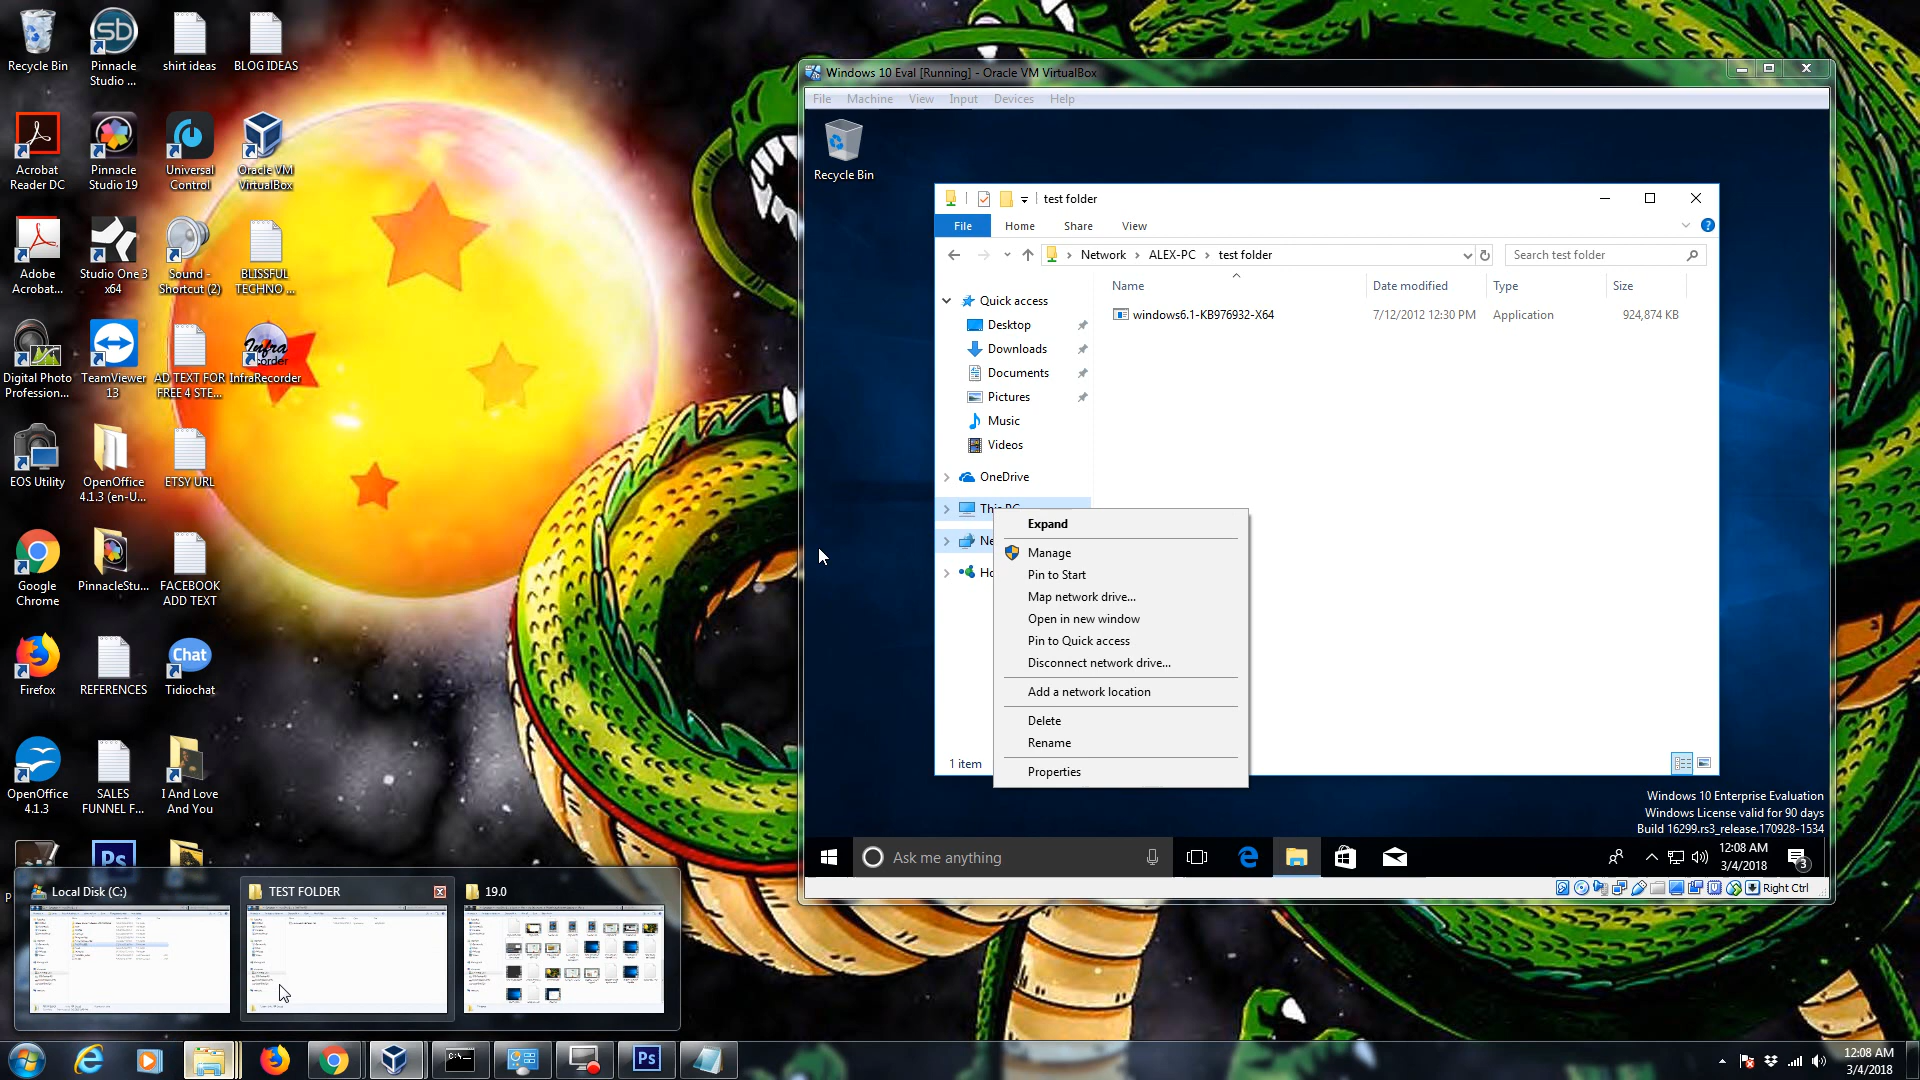 Recycle Bin
Pinnacle
Studio ...
shirt ideas
BLOG IDEAS
Acrobat
Reader DC
Pinnacle
Studio 19
Universal
Control
Oracle VM
VirtualBox
Adobe
Acrobat...
Studio One 3
x64
Sound -
Shortcut (2)
BLISSFUL
TECHNO ...
Digital Photo
Profession...
TeamViewer
13
AD TEXT FOR
FREE 4 STE...
InfraRecorder
EOS Utility
OpenOffice
4.1.3 (en-U...
ETSY URL
Google
Chrome
PinnacleStu...
FACEBOOK
ADD TEXT
Firefox
REFERENCES
Chat
Tidiochat
OpenOffice
4.1.3
SALES
FUNNEL F...
I And Love
And You
Ps
Local Disk (C:)
TEST FOLDER
19.0
Windows 10 Eval [Running] - Oracle VM VirtualBox
File Machine View Input Devices Help
Recycle Bin
test folder
File Home Share View
Network > ALEX-PC > test folder
Search test folder
Name Date modified Type Size
windows6.1-KB976932-X64 7/12/2012 12:30 PM Application 924,874 KB
Quick access
Desktop
Downloads
Documents
Pictures
Music
Videos
OneDrive
This PC
Ne
Ho
Expand
Manage
Pin to Start
Map network drive...
Open in new window
Pin to Quick access
Disconnect network drive...
Add a network location
Delete
Rename
Properties
1 item
Windows 10 Enterprise Evaluation
Windows License valid for 90 days
Build 16299.rs3_release.170928-1534
Ask me anything
12:08 AM
3/4/2018
3
Right Ctrl
Ps
12:08 AM
3/4/2018